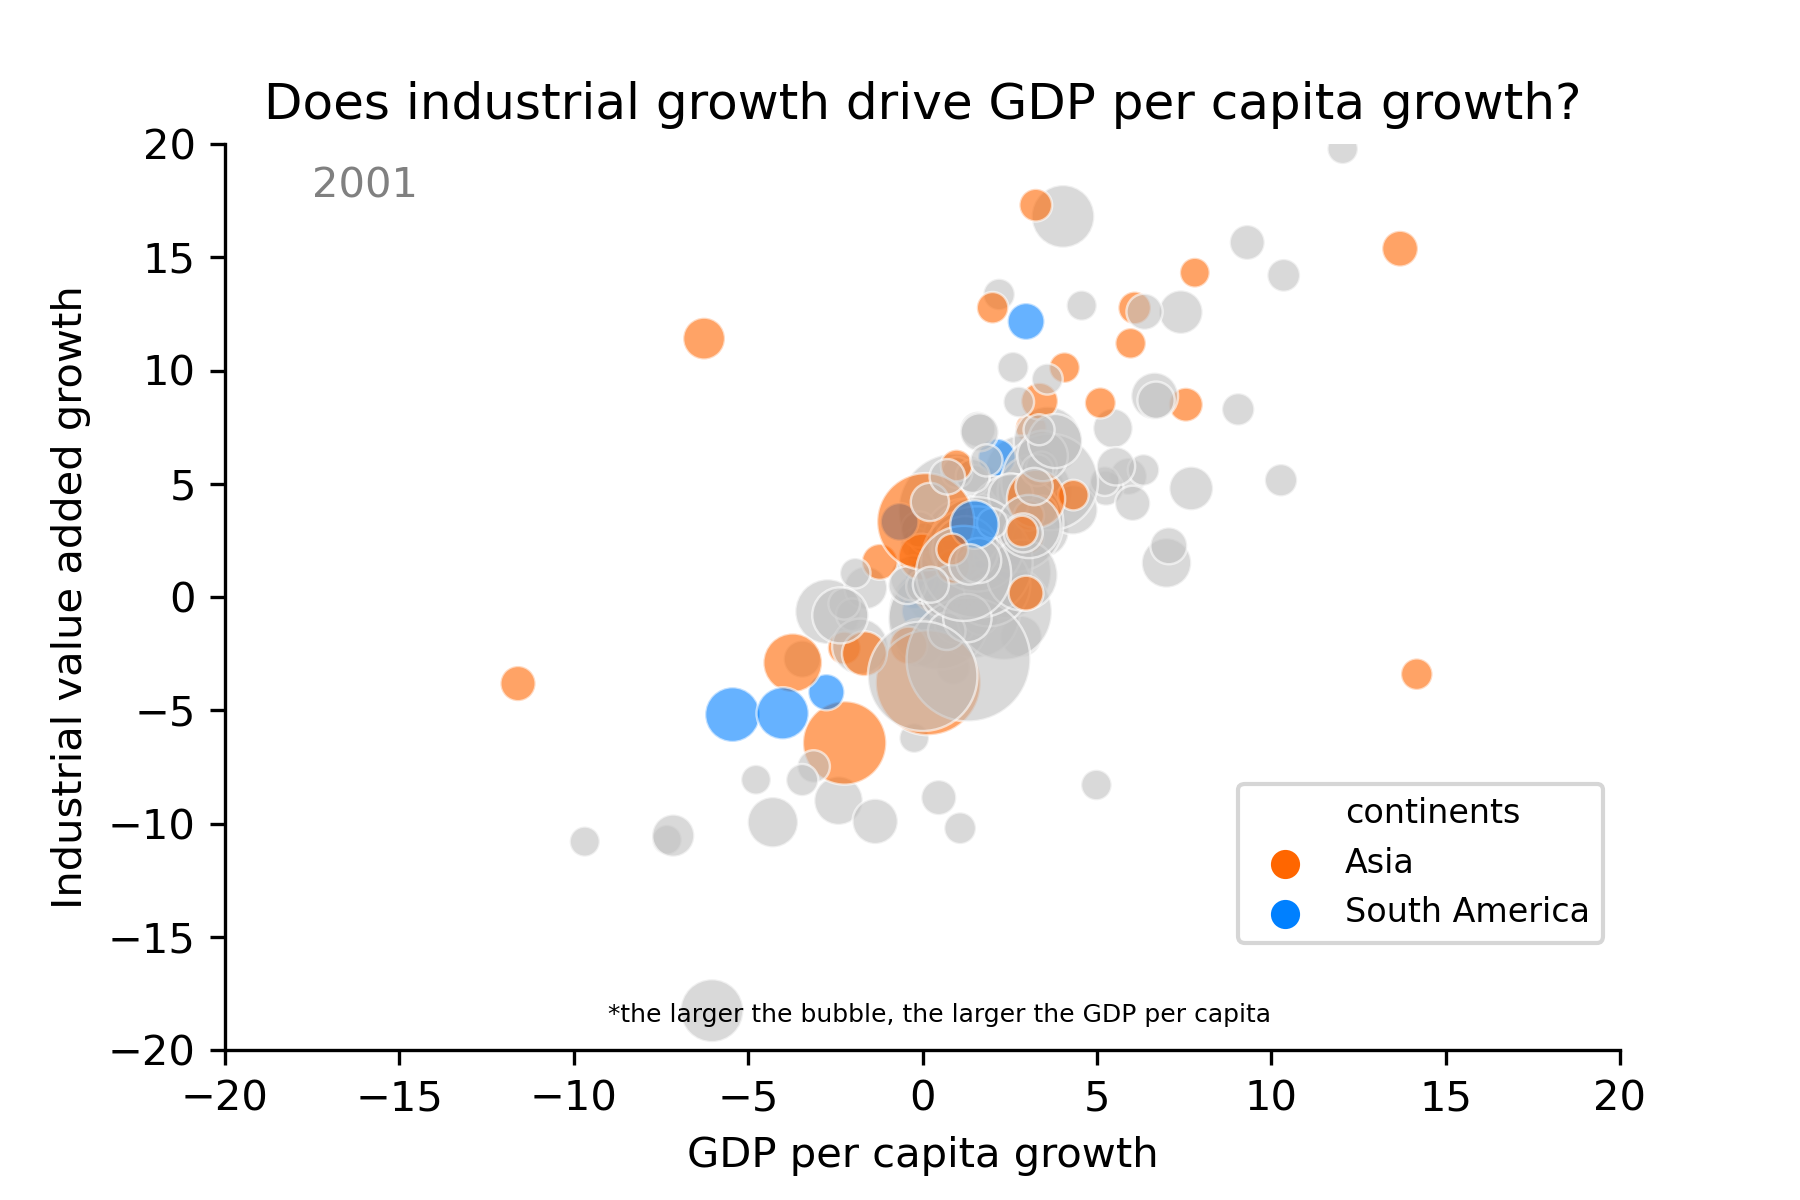 Does industrial growth drive GDP per capita growth?
2001
Industrial value added growth
20
15
10
5
0
−5
−10
−15
−20
continents
Asia
South America
*the larger the bubble, the larger the GDP per capita
−20 −15 −10 −5 0 5 10 15 20
GDP per capita growth